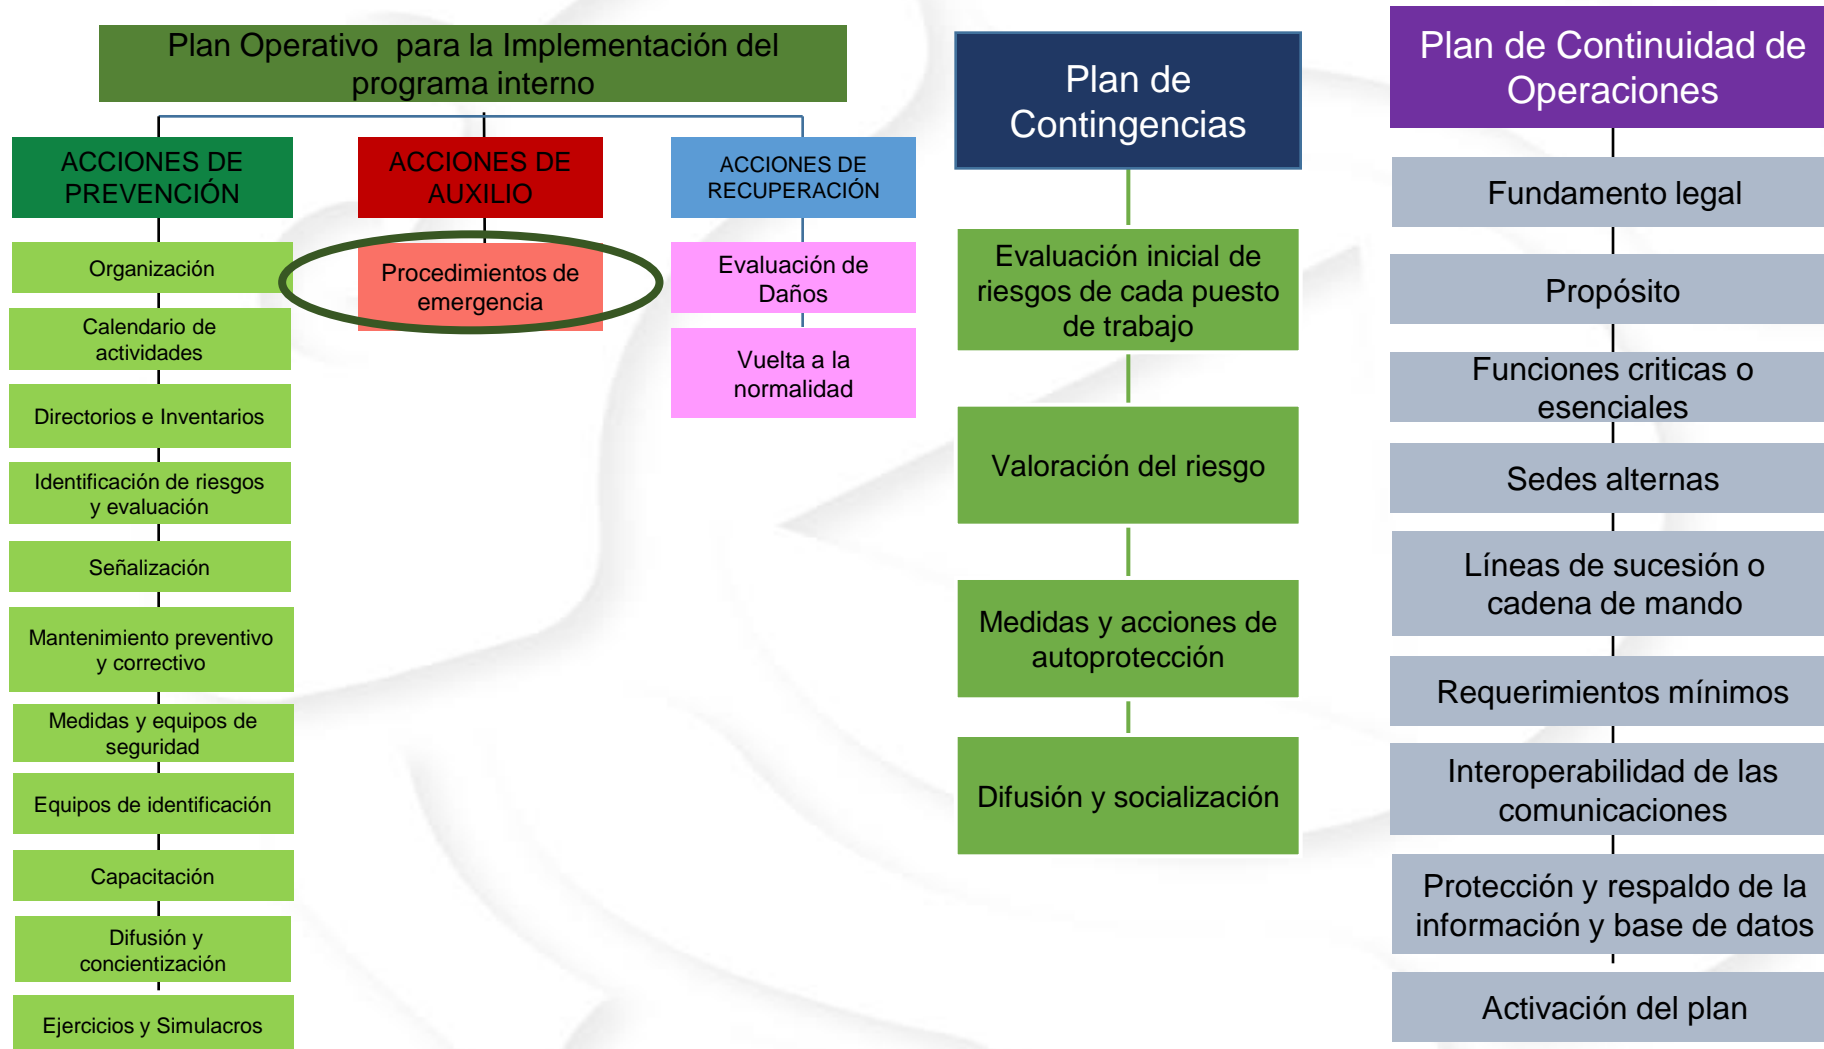 Plan Operativo para la Implementación del
programa interno
ACCIONES DE
PREVENCIÓN
Organización
Calendario de
actividades
Directorios e Inventarios
Identificación de riesgos
y evaluación
Señalización
Mantenimiento preventivo
y correctivo
Medidas y equipos de
seguridad
Equipos de identificación
Capacitación
Difusión y
concientización
Ejercicios y Simulacros
ACCIONES DE
AUXILIO
Procedimientos de
emergencia
ACCIONES DE
RECUPERACIÓN
Evaluación de
Daños
Vuelta a la
normalidad
Plan de
Contingencias
Evaluación inicial de
riesgos de cada puesto
de trabajo
Valoración del riesgo
Medidas y acciones de
autoprotección
Difusión y socialización
Plan de Continuidad de
Operaciones
Fundamento legal
Propósito
Funciones criticas o
esenciales
Sedes alternas
Líneas de sucesión o
cadena de mando
Requerimientos mínimos
Interoperabilidad de las
comunicaciones
Protección y respaldo de la
información y base de datos
Activación del plan